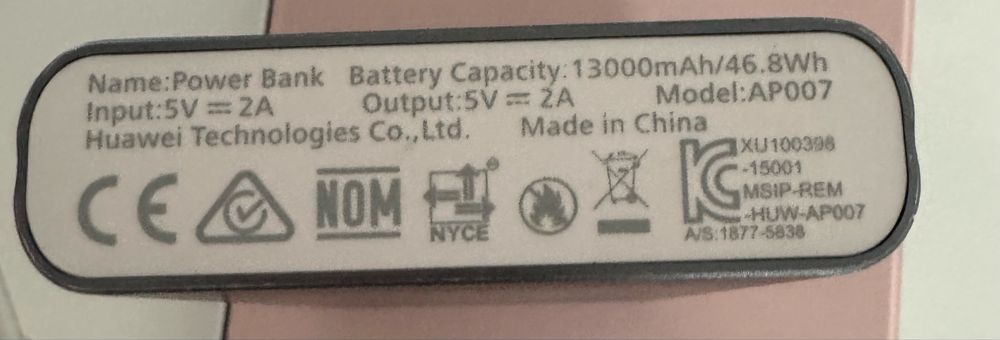 Name:Power Bank Battery Capacity:13000mAh/46.8Wh
Input:5V ⎓ 2A Output:5V ⎓ 2A Model:AP007
Huawei Technologies Co.,Ltd. Made in China
CE
NOM
NYCE
XU100398
-15001
MSIP-REM
-HUW-AP007
A/S:1877-5838